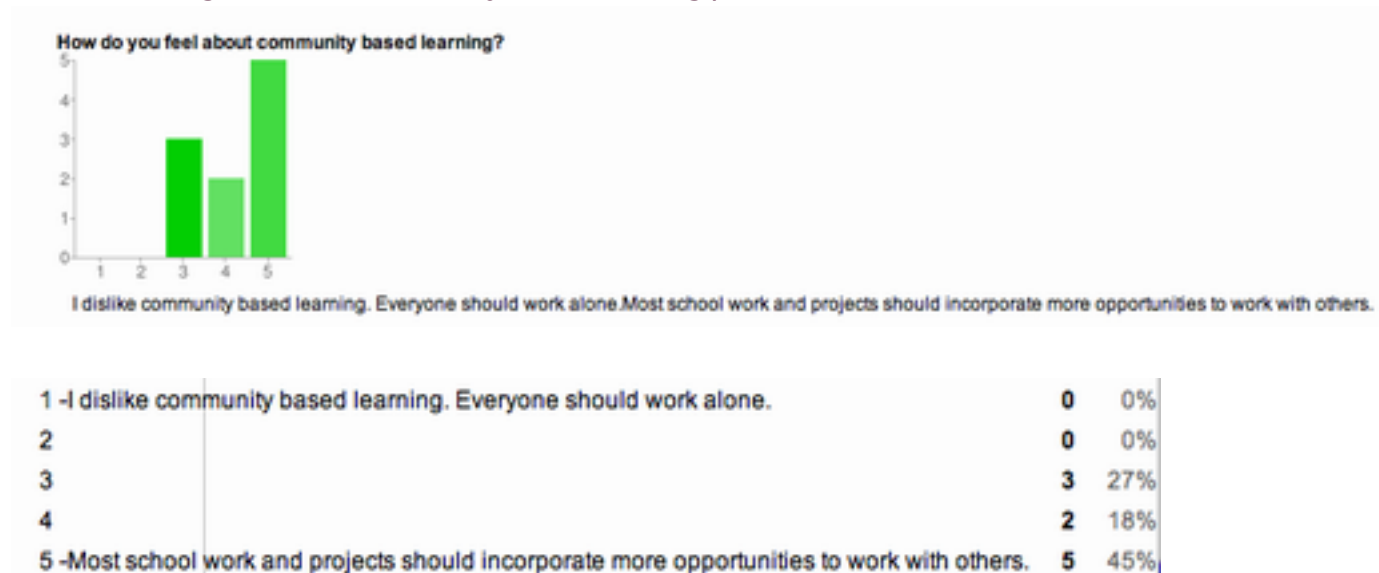 How do you feel about community based learning?
5
4
3
2
1
0
1 2 3 4 5
I dislike community based learning. Everyone should work alone.Most school work and projects should incorporate more opportunities to work with others.
1 -I dislike community based learning. Everyone should work alone. 0 0%
2 0 0%
3 3 27%
4 2 18%
5 -Most school work and projects should incorporate more opportunities to work with others. 5 45%